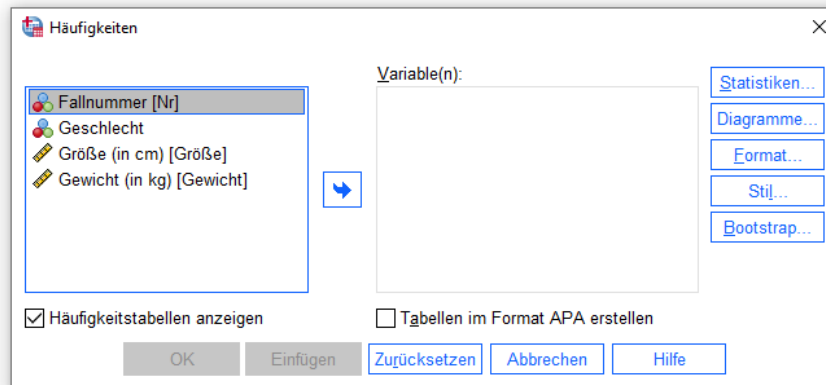 Häufigkeiten
Variable(n):
Fallnummer [Nr]
Geschlecht
Größe (in cm) [Größe]
Gewicht (in kg) [Gewicht]
Statistiken...
Diagramme...
Format...
Stil...
Bootstrap...
Häufigkeitstabellen anzeigen
Tabellen im Format APA erstellen
OK Einfügen Zurücksetzen Abbrechen Hilfe